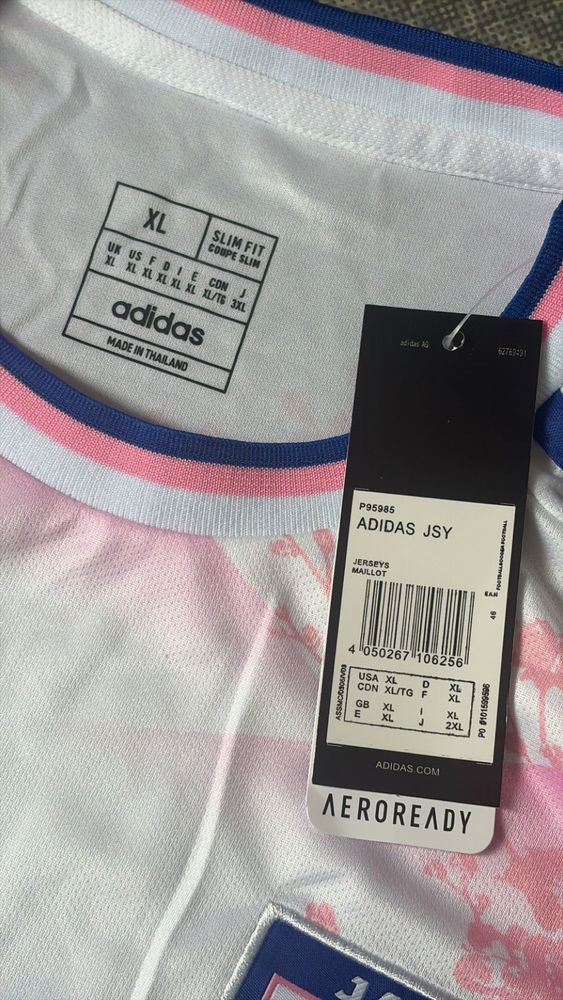 XL
SLIM FIT
COUPE SLIM
UK US F D I E CDN J
XL XL XL XL XL XL XL/TG 3XL
adidas
MADE IN THAILAND
adidas AG
P95985
ADIDAS JSY
JERSEYS
MAILLOT
EAN
46
4 050267 106256
USA XL D XL
CDN XL/TG F XL
GB XL I XL
E XL J 2XL
ADIDAS.COM
AEROREADY